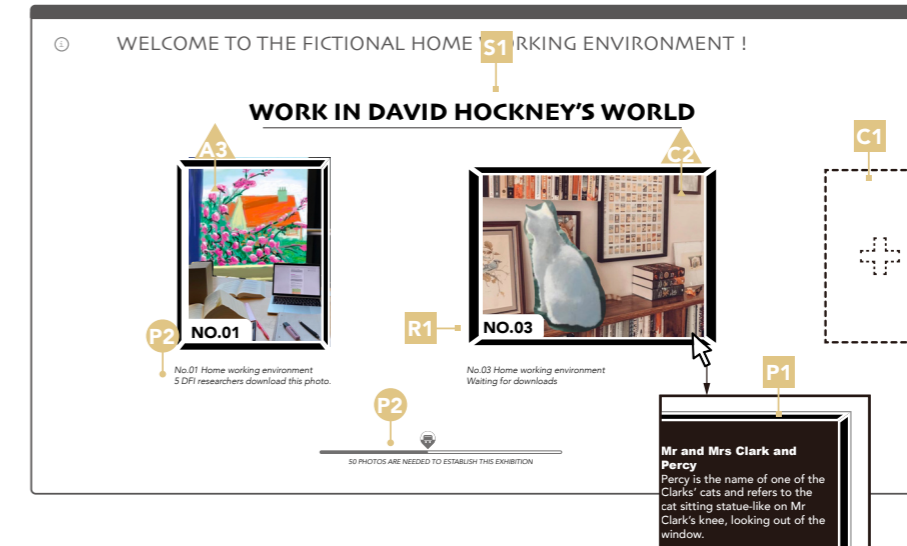 WELCOME TO THE FICTIONAL HOME WORKING ENVIRONMENT !
S1
WORK IN DAVID HOCKNEY'S WORLD
A3
C2
C1
NO.01
NO.03
P2
R1
No.01 Home working environment
5 DFI researchers download this photo.
No.03 Home working environment
Waiting for downloads
P1
P2
50 PHOTOS ARE NEEDED TO ESTABLISH THIS EXHIBITION
Mr and Mrs Clark and
Percy
Percy is the name of one of the
Clarks' cats and refers to the
cat sitting statue-like on Mr
Clark's knee, looking out of the
window.